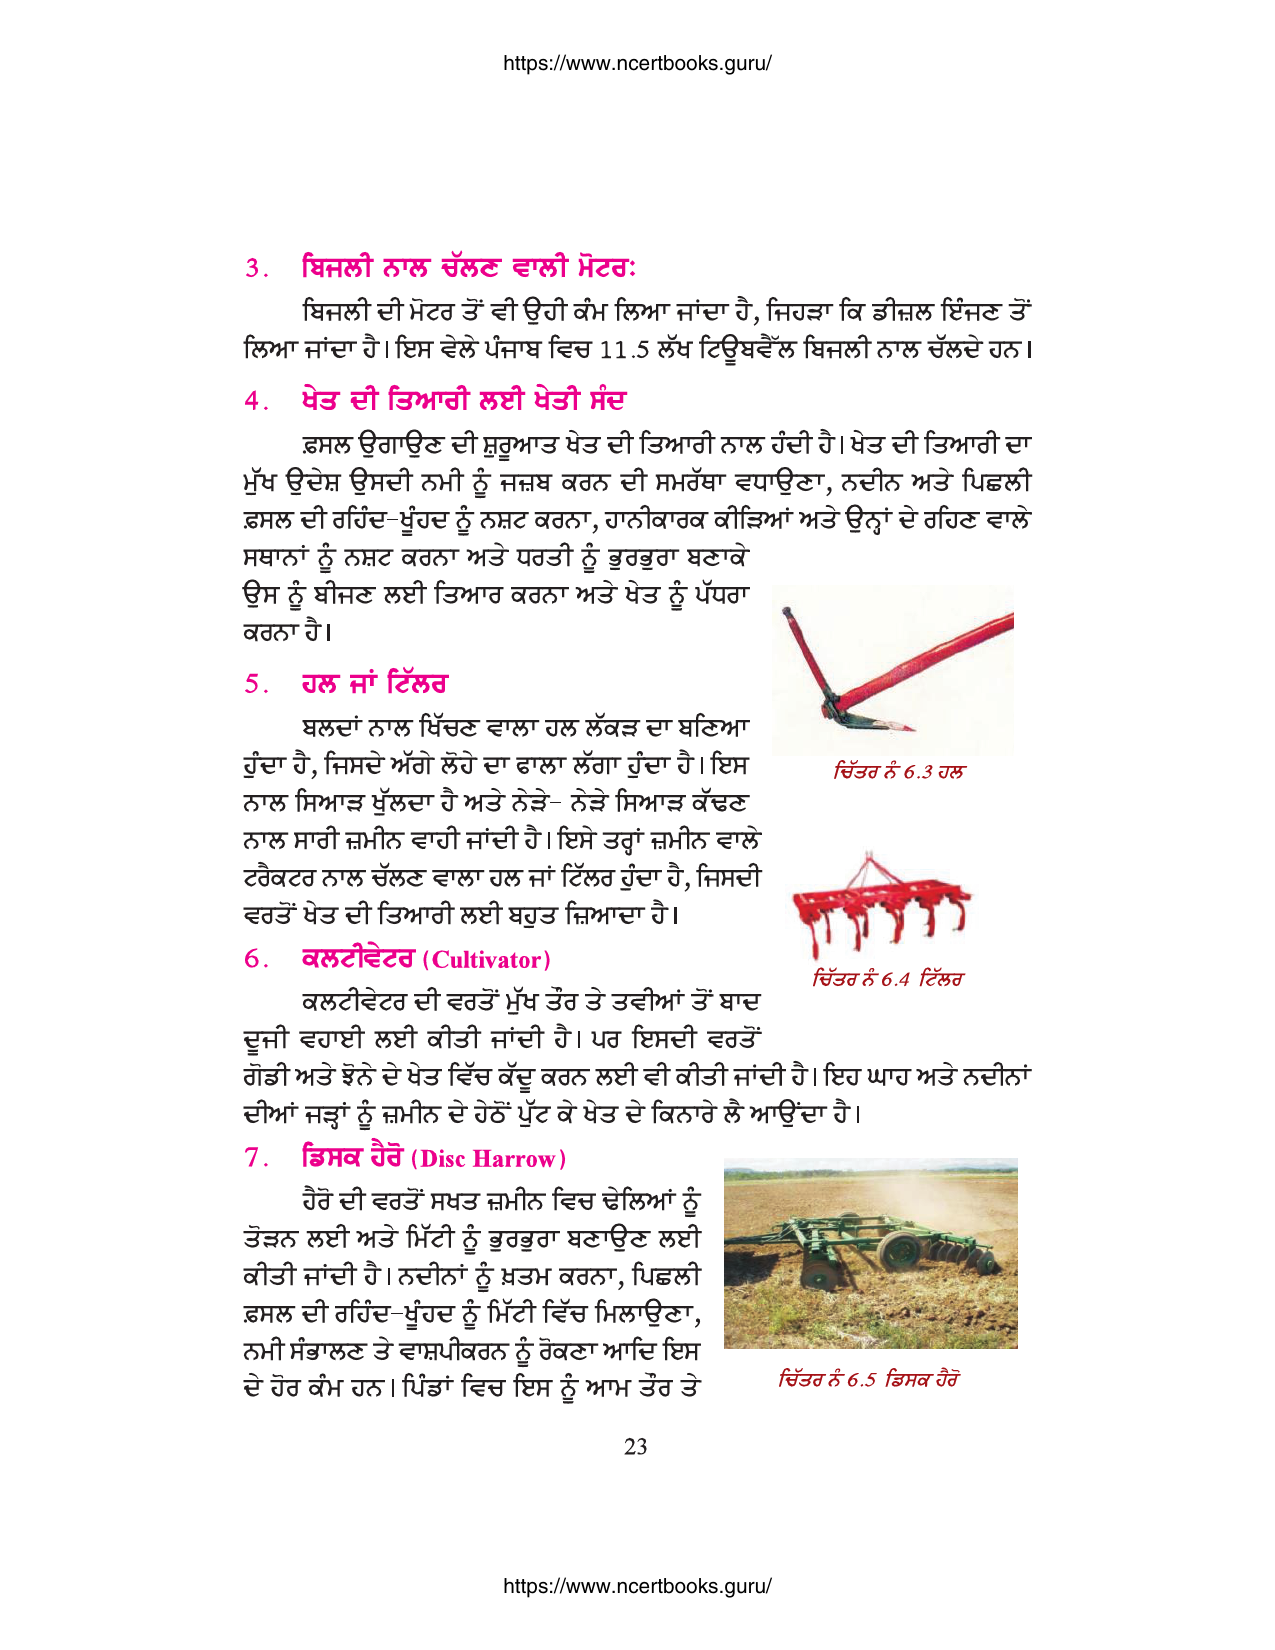 https://www.ncertbooks.guru/
3. ਬਿਜਲੀ ਨਾਲ ਚੱਲਣ ਵਾਲੀ ਮੋਟਰਃ
ਬਿਜਲੀ ਦੀ ਮੋਟਰ ਤੋਂ ਵੀ ਉਹੀ ਕੰਮ ਲਿਆ ਜਾਂਦਾ ਹੈ, ਜਿਹੜਾ ਕਿ ਡੀਜ਼ਲ ਇੰਜਣ ਤੋਂ
ਲਿਆ ਜਾਂਦਾ ਹੈ। ਇਸ ਵੇਲੇ ਪੰਜਾਬ ਵਿਚ 11.5 ਲੱਖ ਟਿਊਬਵੈੱਲ ਬਿਜਲੀ ਨਾਲ ਚੱਲਦੇ ਹਨ।
4. ਖੇਤ ਦੀ ਤਿਆਰੀ ਲਈ ਖੇਤੀ ਸੰਦ
ਫ਼ਸਲ ਉਗਾਉਣ ਦੀ ਸ਼ੁਰੂਆਤ ਖੇਤ ਦੀ ਤਿਆਰੀ ਨਾਲ ਹੰਦੀ ਹੈ। ਖੇਤ ਦੀ ਤਿਆਰੀ ਦਾ
ਮੁੱਖ ਉਦੇਸ਼ ਉਸਦੀ ਨਮੀ ਨੂੰ ਜਜ਼ਬ ਕਰਨ ਦੀ ਸਮਰੱਥਾ ਵਧਾਉਣਾ, ਨਦੀਨ ਅਤੇ ਪਿਛਲੀ
ਫ਼ਸਲ ਦੀ ਰਹਿੰਦ-ਖੂੰਹਦ ਨੂੰ ਨਸ਼ਟ ਕਰਨਾ, ਹਾਨੀਕਾਰਕ ਕੀੜਿਆਂ ਅਤੇ ਉਨ੍ਹਾਂ ਦੇ ਰਹਿਣ ਵਾਲੇ
ਸਥਾਨਾਂ ਨੂੰ ਨਸ਼ਟ ਕਰਨਾ ਅਤੇ ਧਰਤੀ ਨੂੰ ਭੁਰਭੁਰਾ ਬਣਾਕੇ
ਉਸ ਨੂੰ ਬੀਜਣ ਲਈ ਤਿਆਰ ਕਰਨਾ ਅਤੇ ਖੇਤ ਨੂੰ ਪੱਧਰਾ
ਕਰਨਾ ਹੈ।
5. ਹਲ ਜਾਂ ਟਿੱਲਰ
ਬਲਦਾਂ ਨਾਲ ਖਿੱਚਣ ਵਾਲਾ ਹਲ ਲੱਕੜ ਦਾ ਬਣਿਆ
ਹੁੰਦਾ ਹੈ, ਜਿਸਦੇ ਅੱਗੇ ਲੋਹੇ ਦਾ ਫਾਲਾ ਲੱਗਾ ਹੁੰਦਾ ਹੈ। ਇਸ
ਨਾਲ ਸਿਆੜ ਖੁੱਲਦਾ ਹੈ ਅਤੇ ਨੇੜੇ- ਨੇੜੇ ਸਿਆੜ ਕੱਢਣ
ਨਾਲ ਸਾਰੀ ਜ਼ਮੀਨ ਵਾਹੀ ਜਾਂਦੀ ਹੈ। ਇਸੇ ਤਰ੍ਹਾਂ ਜ਼ਮੀਨ ਵਾਲੇ
ਟਰੈਕਟਰ ਨਾਲ ਚੱਲਣ ਵਾਲਾ ਹਲ ਜਾਂ ਟਿੱਲਰ ਹੁੰਦਾ ਹੈ, ਜਿਸਦੀ
ਵਰਤੋਂ ਖੇਤ ਦੀ ਤਿਆਰੀ ਲਈ ਬਹੁਤ ਜ਼ਿਆਦਾ ਹੈ।
ਚਿੱਤਰ ਨੰ 6.3 ਹਲ
ਚਿੱਤਰ ਨੰ 6.4 ਟਿੱਲਰ
6. ਕਲਟੀਵੇਟਰ (Cultivator)
ਕਲਟੀਵੇਟਰ ਦੀ ਵਰਤੋਂ ਮੁੱਖ ਤੌਰ ਤੇ ਤਵੀਆਂ ਤੋਂ ਬਾਦ
ਦੂਜੀ ਵਹਾਈ ਲਈ ਕੀਤੀ ਜਾਂਦੀ ਹੈ। ਪਰ ਇਸਦੀ ਵਰਤੋਂ
ਗੋਡੀ ਅਤੇ ਝੋਨੇ ਦੇ ਖੇਤ ਵਿੱਚ ਕੱਦੂ ਕਰਨ ਲਈ ਵੀ ਕੀਤੀ ਜਾਂਦੀ ਹੈ। ਇਹ ਘਾਹ ਅਤੇ ਨਦੀਨਾਂ
ਦੀਆਂ ਜੜ੍ਹਾਂ ਨੂੰ ਜ਼ਮੀਨ ਦੇ ਹੇਠੋਂ ਪੁੱਟ ਕੇ ਖੇਤ ਦੇ ਕਿਨਾਰੇ ਲੈ ਆਉਂਦਾ ਹੈ।
7. ਡਿਸਕ ਹੈਰੋ (Disc Harrow)
ਹੈਰੋ ਦੀ ਵਰਤੋਂ ਸਖਤ ਜ਼ਮੀਨ ਵਿਚ ਢੇਲਿਆਂ ਨੂੰ
ਤੋੜਨ ਲਈ ਅਤੇ ਮਿੱਟੀ ਨੂੰ ਭੁਰਭੁਰਾ ਬਣਾਉਣ ਲਈ
ਕੀਤੀ ਜਾਂਦੀ ਹੈ। ਨਦੀਨਾਂ ਨੂੰ ਖ਼ਤਮ ਕਰਨਾ, ਪਿਛਲੀ
ਫ਼ਸਲ ਦੀ ਰਹਿੰਦ-ਖੂੰਹਦ ਨੂੰ ਮਿੱਟੀ ਵਿੱਚ ਮਿਲਾਉਣਾ,
ਨਮੀ ਸੰਭਾਲਣ ਤੇ ਵਾਸ਼ਪੀਕਰਨ ਨੂੰ ਰੋਕਣਾ ਆਦਿ ਇਸ
ਦੇ ਹੋਰ ਕੰਮ ਹਨ। ਪਿੰਡਾਂ ਵਿਚ ਇਸ ਨੂੰ ਆਮ ਤੌਰ ਤੇ
ਚਿੱਤਰ ਨੰ 6.5 ਡਿਸਕ ਹੈਰੋ
23
https://www.ncertbooks.guru/